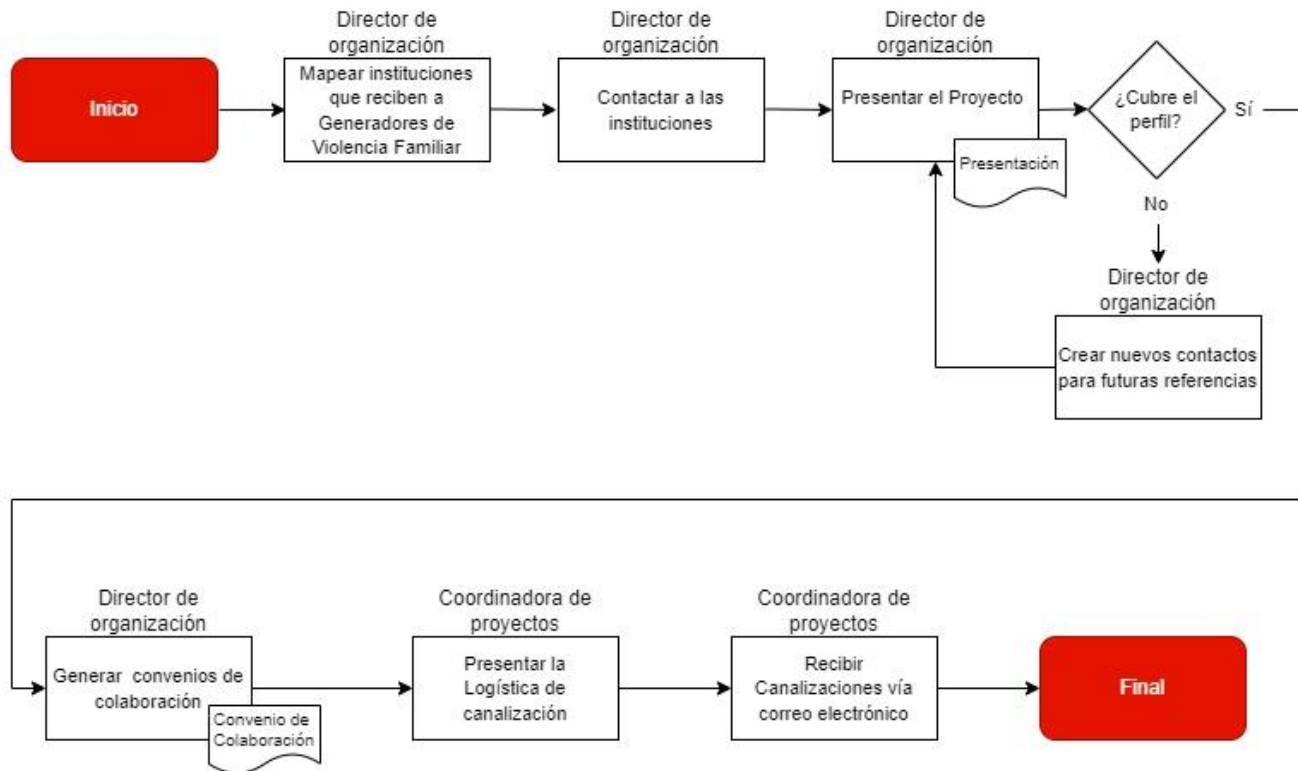 Director de
organización
Director de
organización
Director de
organización
Inicio
Mapear instituciones
que reciben a
Generadores de
Violencia Familiar
Contactar a las
instituciones
Presentar el Proyecto
Presentación
¿Cubre el
perfil?
Sí
No
Director de
organización
Crear nuevos contactos
para futuras referencias
Director de
organización
Generar convenios de
colaboración
Convenio de
Colaboración
Coordinadora de
proyectos
Presentar la
Logística de
canalización
Coordinadora de
proyectos
Recibir
Canalizaciones vía
correo electrónico
Final